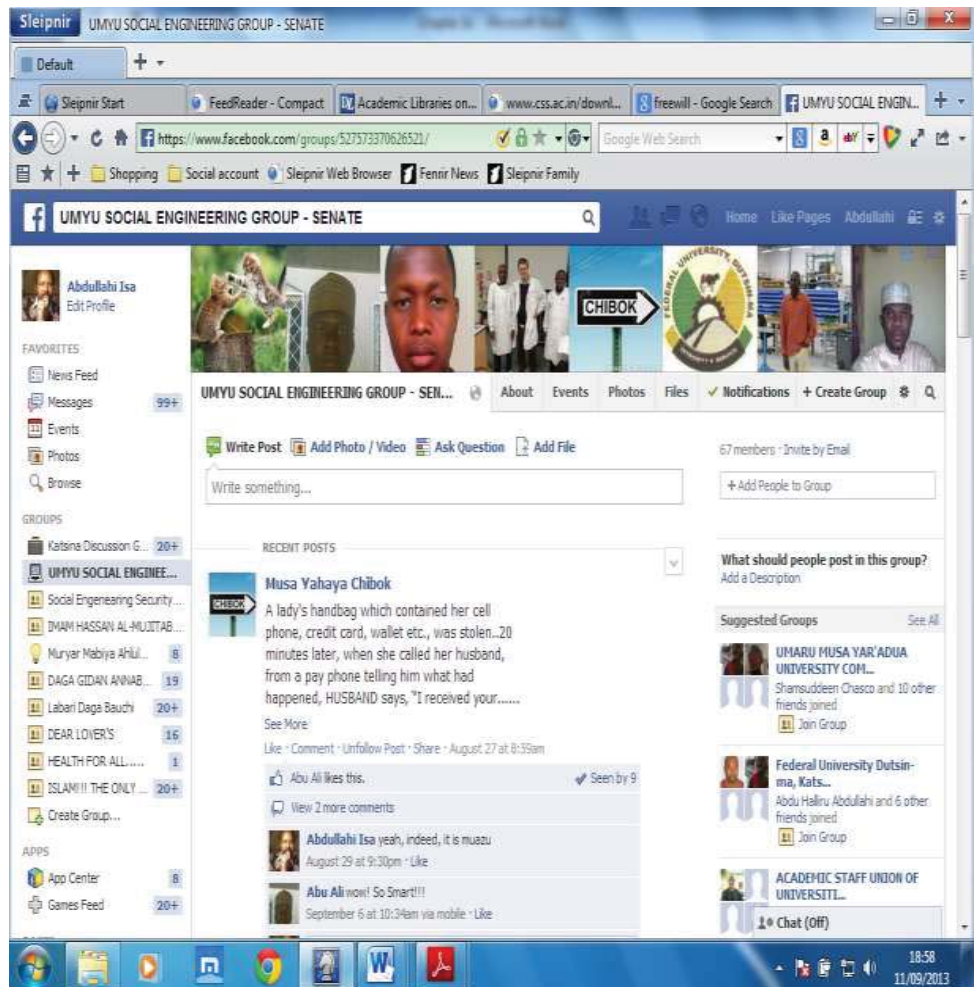 Sleipnir UMYU SOCIAL ENGINEERING GROUP - SENATE
Default
Sleipnir Start
FeedReader - Compact
Academic Libraries on...
www.css.ac.in/downl...
freewill - Google Search
UMYU SOCIAL ENGIN...
https://www.facebook.com/groups/527573370626521/
Google Web Search
Shopping
Social account
Sleipnir Web Browser
Fenrir News
Sleipnir Family
UMYU SOCIAL ENGINEERING GROUP - SENATE
Home Like Pages Abdullahi
Abdullahi Isa
Edit Profile
FAVORITES
News Feed
Messages 99+
Events
Photos
Browse
GROUPS
Katsina Discussion G... 20+
UMYU SOCIAL ENGINEE...
Social Engenearing Security...
IMAM HASSAN AL-MUJTAB...
Muryar Mabiya Ahlul... 8
DAGA GIDAN ANNAB... 19
Labari Daga Bauchi 20+
DEAR LOVER'S 16
HEALTH FOR ALL..... 1
ISLAM!!! THE ONLY ... 20+
Create Group...
APPS
App Center 8
Games Feed 20+
CHIBOK
FEDERAL UNIVERSITY, DUTSIN-MA
INTEGRITY & SERVICE
UMYU SOCIAL ENGINEERING GROUP - SEN...
About Events Photos Files Notifications + Create Group
Write Post Add Photo / Video Ask Question Add File
Write something...
RECENT POSTS
CHIBOK
Musa Yahaya Chibok
A lady's handbag which contained her cell
phone, credit card, wallet etc., was stolen..20
minutes later, when she called her husband,
from a pay phone telling him what had
happened, HUSBAND says, "I received your.......
See More
Like · Comment · Unfollow Post · Share · August 27 at 8:59am
Abu Ali likes this.
Seen by 9
View 2 more comments
Abdullahi Isa yeah, indeed, it is muazu
August 29 at 9:30pm · Like
Abu Ali wow! So Smart!!!
September 6 at 10:34am via mobile · Like
67 members · Invite by Email
+ Add People to Group
What should people post in this group?
Add a Description
Suggested Groups See All
UMARU MUSA YAR'ADUA
UNIVERSITY COM...
Shamsuddeen Chasco and 10 other
friends joined
Join Group
Federal University Dutsin-
ma, Kats...
Abdu Halliru Abdullahi and 6 other
friends joined
Join Group
ACADEMIC STAFF UNION OF
UNIVERSITI...
Chat (Off)
18:58
11/09/2013